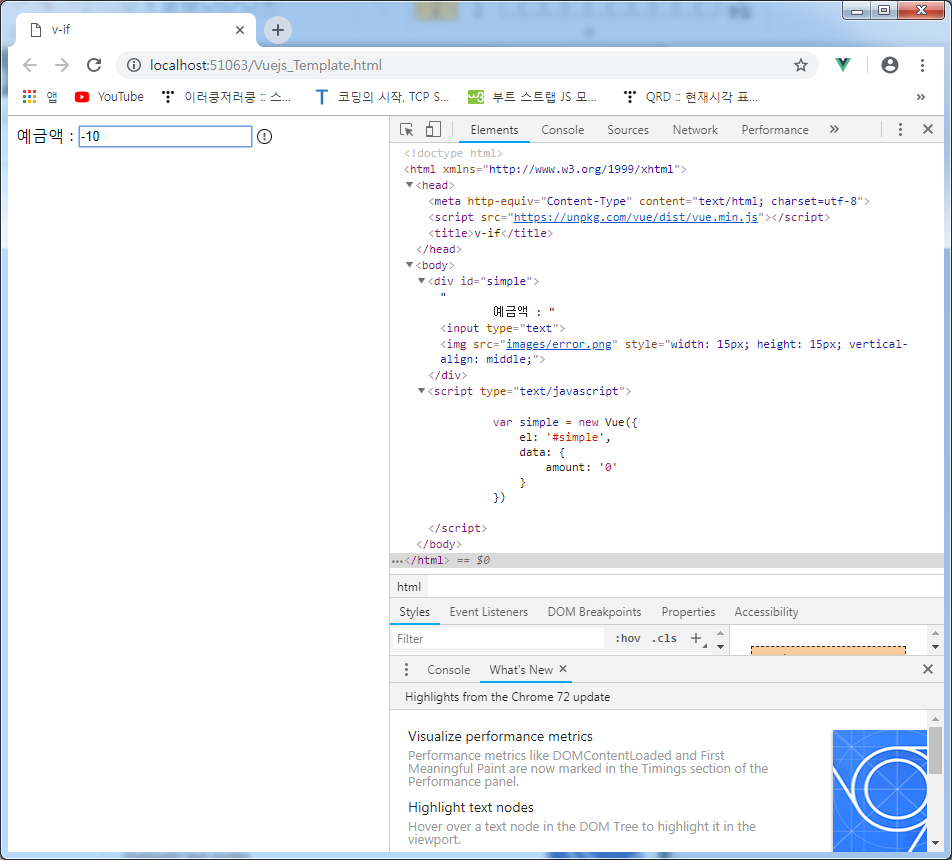 v-if
localhost:51063/Vuejs_Template.html
앱 YouTube 이러쿵저러쿵 :: 스... 코딩의 시작, TCP S... 부트 스트랩 JS 모... QRD :: 현재시각 표... »
예금액 : -10
Elements Console Sources Network Performance »
<!doctype html>
<html xmlns="http://www.w3.org/1999/xhtml">
<head>
<meta http-equiv="Content-Type" content="text/html; charset=utf-8">
<script src="https://unpkg.com/vue/dist/vue.min.js"></script>
<title>v-if</title>
</head>
<body>
<div id="simple">
"
예금액 : "
<input type="text">
<img src="images/error.png" style="width: 15px; height: 15px; vertical-
align: middle;">
</div>
<script type="text/javascript">
var simple = new Vue({
el: '#simple',
data: {
amount: '0'
}
})
</script>
</body>
…</html> == $0
html
Styles Event Listeners DOM Breakpoints Properties Accessibility
Filter :hov .cls +
Console What's New ×
Highlights from the Chrome 72 update
Visualize performance metrics
Performance metrics like DOMContentLoaded and First
Meaningful Paint are now marked in the Timings section of the
Performance panel.
Highlight text nodes
Hover over a text node in the DOM Tree to highlight it in the
viewport.